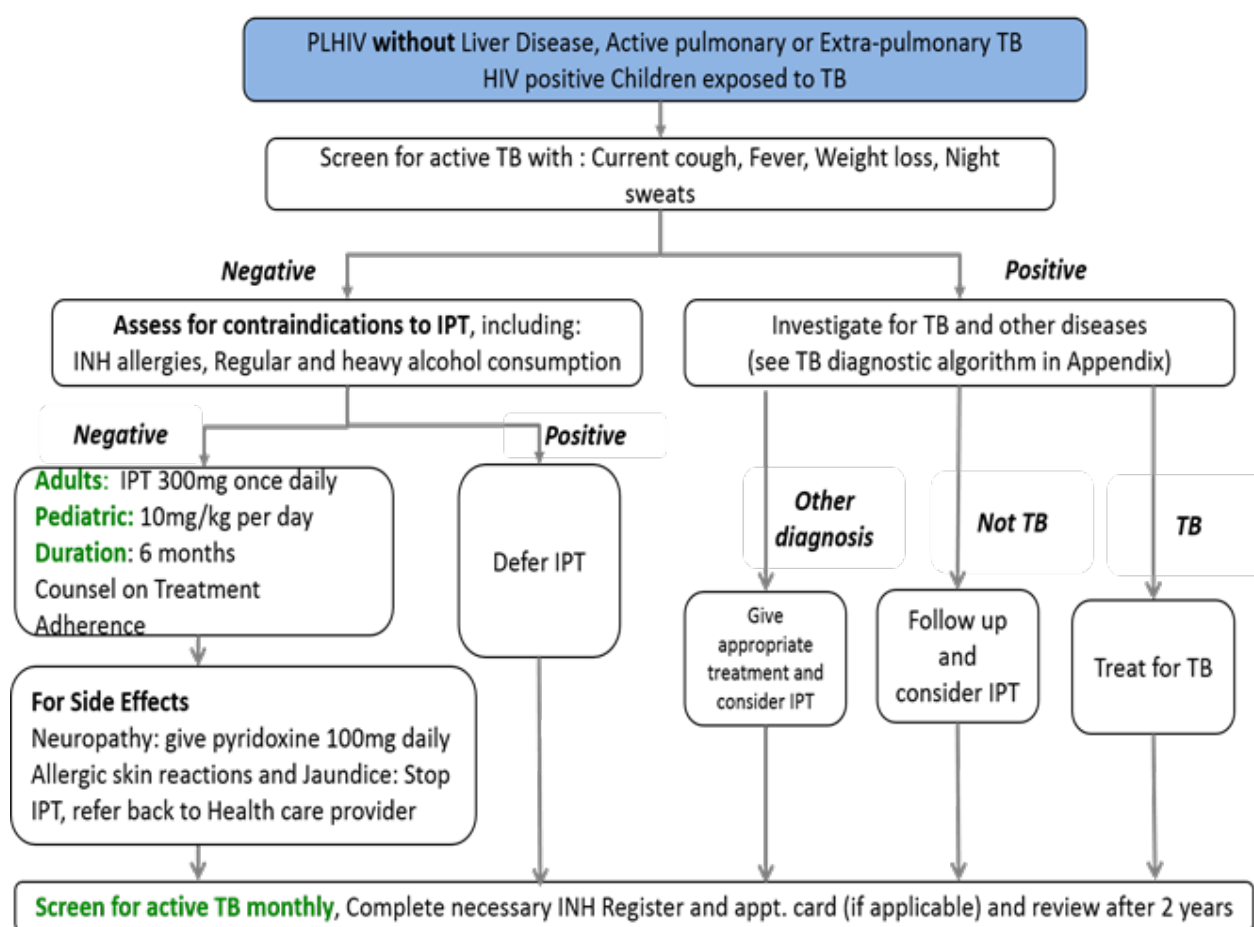 PLHIV without Liver Disease, Active pulmonary or Extra-pulmonary TB
HIV positive Children exposed to TB
Screen for active TB with : Current cough, Fever, Weight loss, Night
sweats
Negative
Positive
Assess for contraindications to IPT, including:
INH allergies, Regular and heavy alcohol consumption
Investigate for TB and other diseases
(see TB diagnostic algorithm in Appendix)
Negative
Positive
Adults: IPT 300mg once daily
Pediatric: 10mg/kg per day
Duration: 6 months
Counsel on Treatment
Adherence
Defer IPT
Other
diagnosis
Not TB
TB
Give
appropriate
treatment and
consider IPT
Follow up
and
consider IPT
Treat for TB
For Side Effects
Neuropathy: give pyridoxine 100mg daily
Allergic skin reactions and Jaundice: Stop
IPT, refer back to Health care provider
Screen for active TB monthly, Complete necessary INH Register and appt. card (if applicable) and review after 2 years